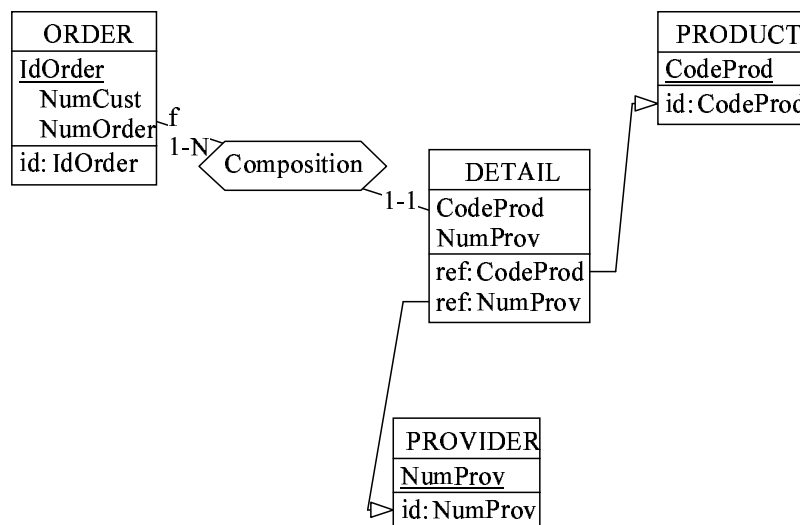 ORDER
IdOrder
NumCust
NumOrder
id: IdOrder
f
1-N
Composition
1-1
DETAIL
CodeProd
NumProv
ref: CodeProd
ref: NumProv
PRODUCT
CodeProd
id: CodeProd
PROVIDER
NumProv
id: NumProv